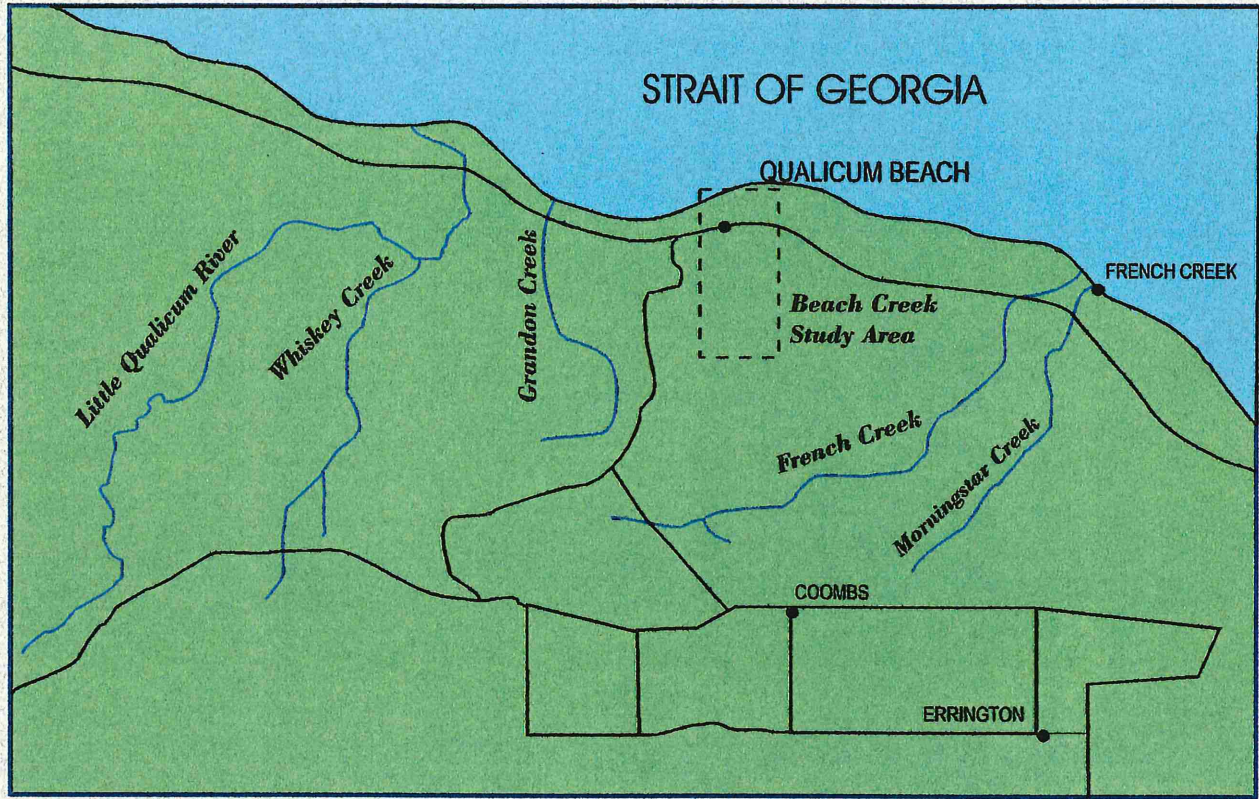 STRAIT OF GEORGIA
QUALICUM BEACH
FRENCH CREEK
Little Qualicum River
Whiskey Creek
Grandon Creek
Beach Creek
Study Area
French Creek
Morningstar Creek
COOMBS
ERRINGTON